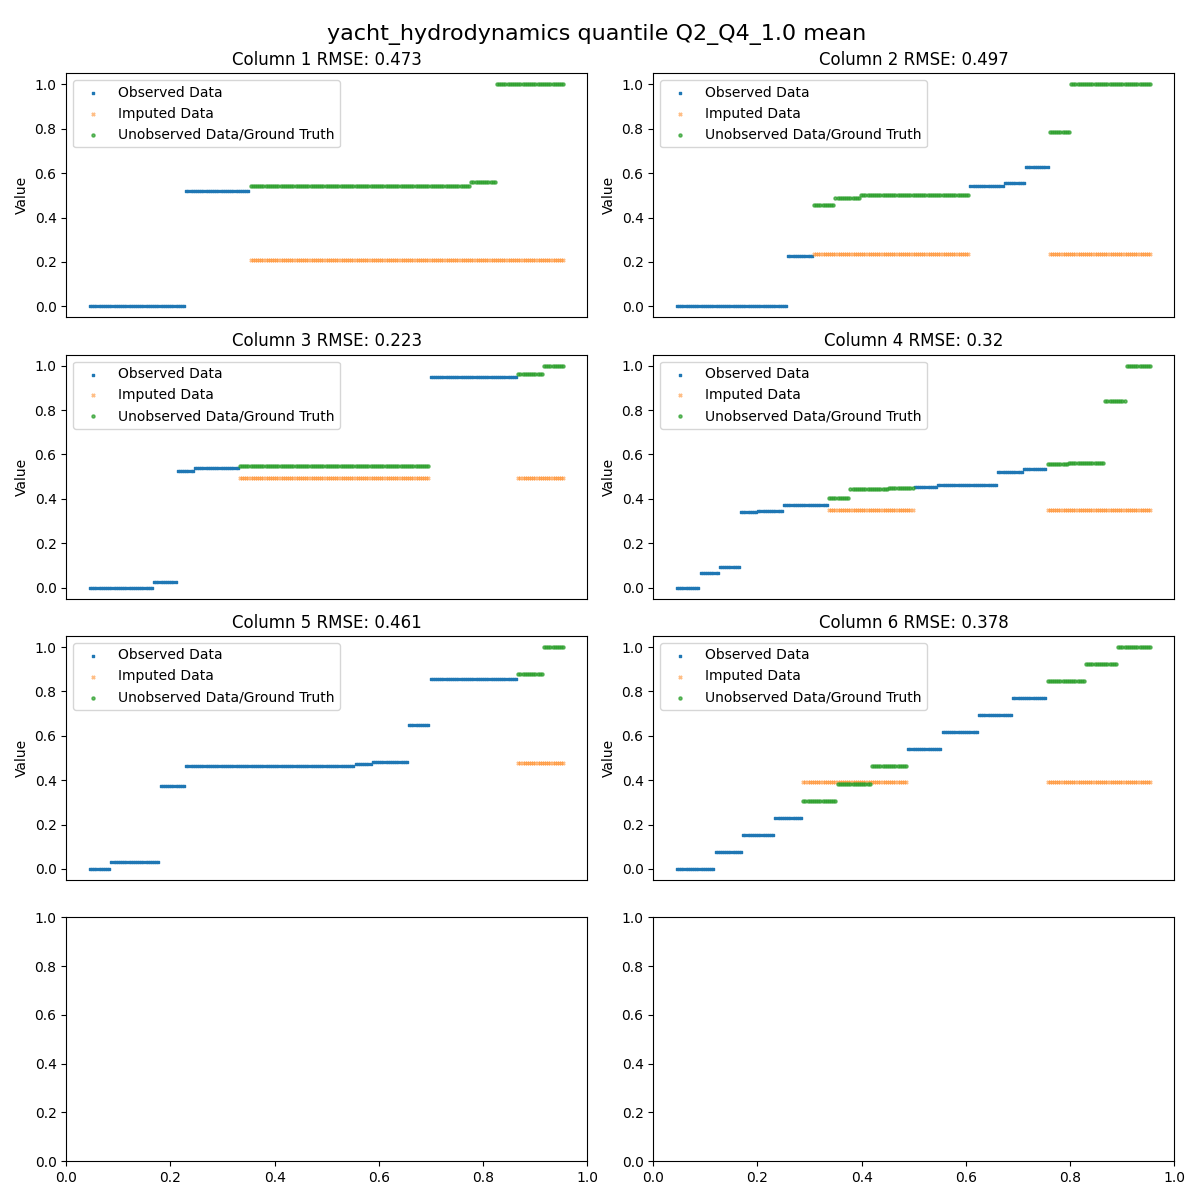 yacht_hydrodynamics quantile Q2_Q4_1.0 mean
Column 1 RMSE: 0.473
Value
1.0
0.8
0.6
0.4
0.2
0.0
Observed Data
Imputed Data
Unobserved Data/Ground Truth
Column 2 RMSE: 0.497
Value
1.0
0.8
0.6
0.4
0.2
0.0
Observed Data
Imputed Data
Unobserved Data/Ground Truth
Column 3 RMSE: 0.223
Value
1.0
0.8
0.6
0.4
0.2
0.0
Observed Data
Imputed Data
Unobserved Data/Ground Truth
Column 4 RMSE: 0.32
Value
1.0
0.8
0.6
0.4
0.2
0.0
Observed Data
Imputed Data
Unobserved Data/Ground Truth
Column 5 RMSE: 0.461
Value
1.0
0.8
0.6
0.4
0.2
0.0
Observed Data
Imputed Data
Unobserved Data/Ground Truth
Column 6 RMSE: 0.378
Value
1.0
0.8
0.6
0.4
0.2
0.0
Observed Data
Imputed Data
Unobserved Data/Ground Truth
1.0
0.8
0.6
0.4
0.2
0.0
0.0 0.2 0.4 0.6 0.8 1.0
1.0
0.8
0.6
0.4
0.2
0.0
0.0 0.2 0.4 0.6 0.8 1.0